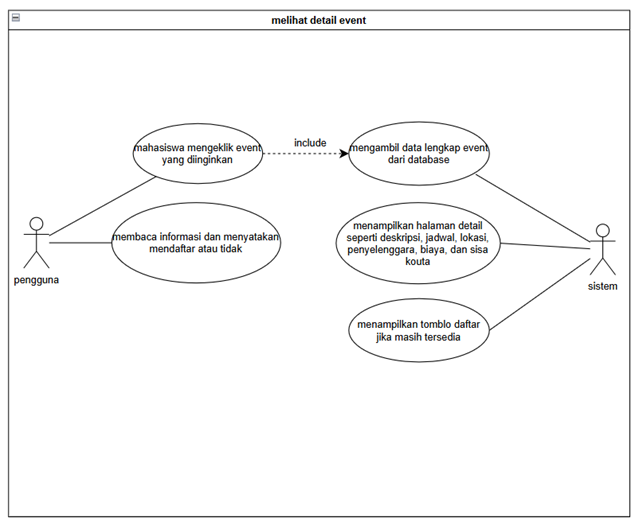 melihat detail event
mahasiswa mengeklik event
yang diinginkan
include
mengambil data lengkap event
dari database
membaca informasi dan menyatakan
mendaftar atau tidak
menampilkan halaman detail
seperti deskripsi, jadwal, lokasi,
penyelenggara, biaya, dan sisa
kouta
pengguna
sistem
menampilkan tomblo daftar
jika masih tersedia